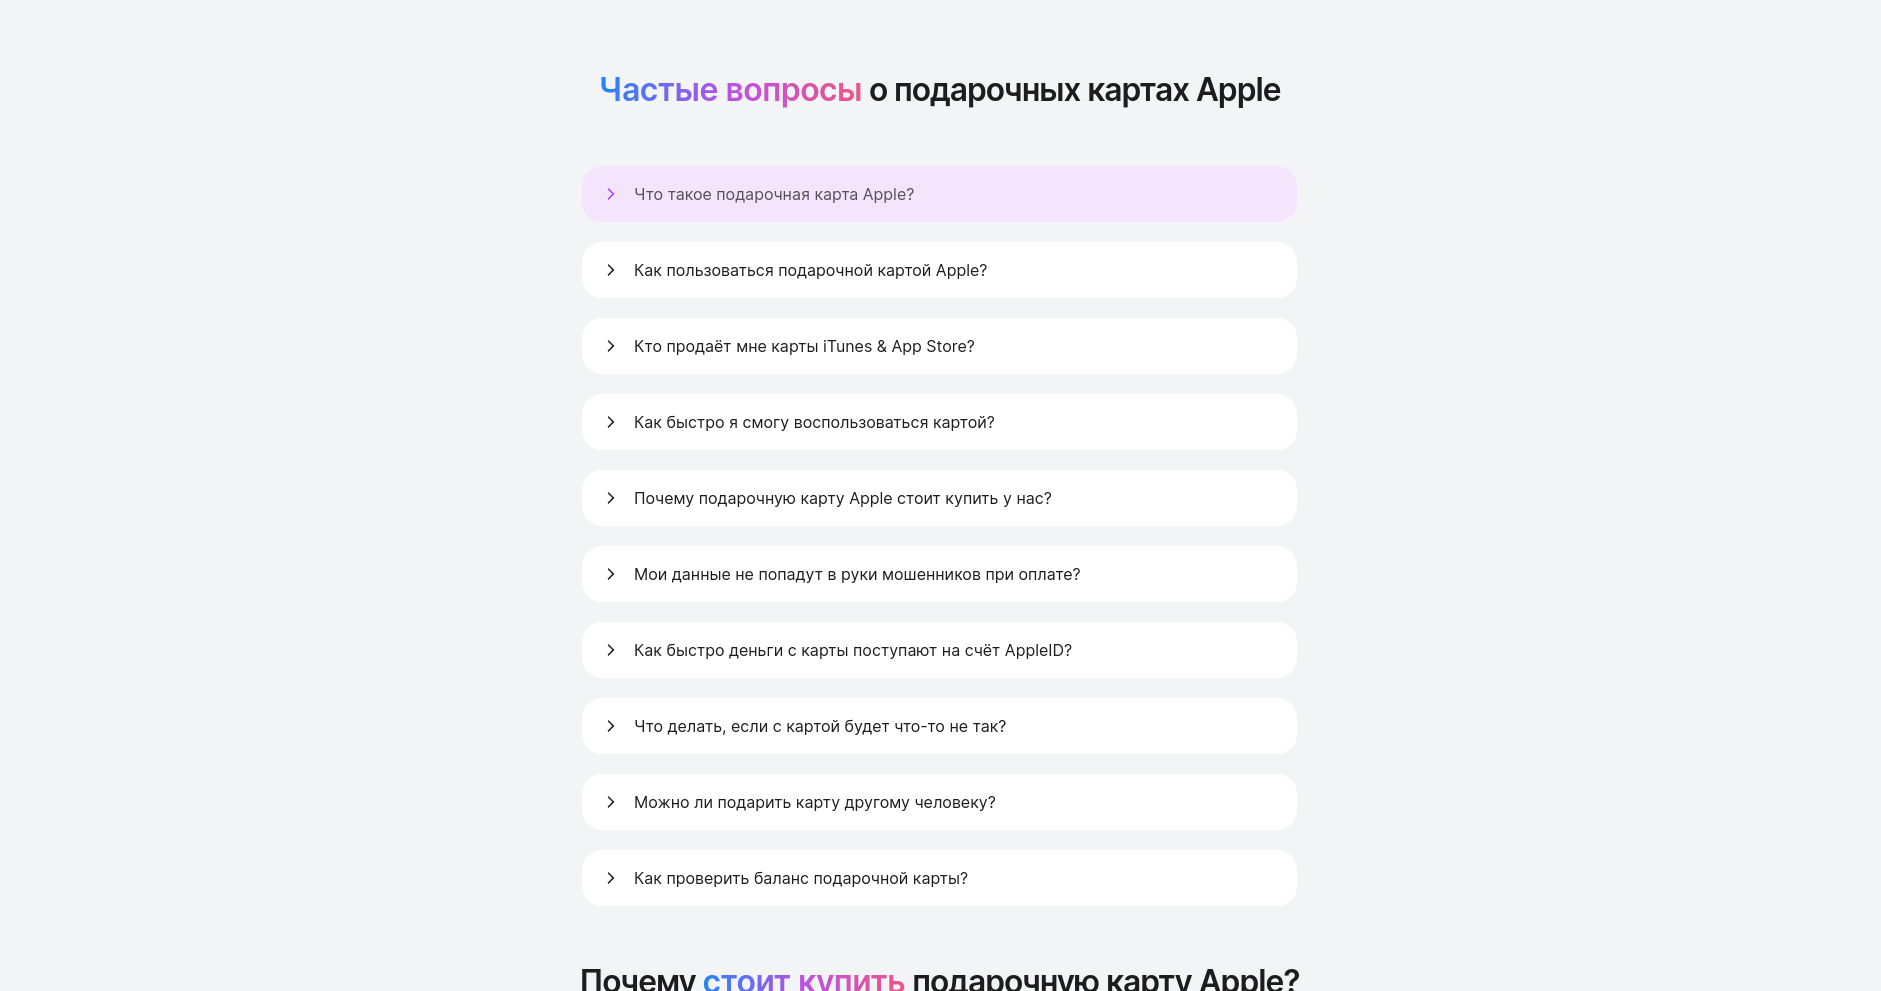 Частые вопросы о подарочных картах Apple
Что такое подарочная карта Apple?
Как пользоваться подарочной картой Apple?
Кто продаёт мне карты iTunes & App Store?
Как быстро я смогу воспользоваться картой?
Почему подарочную карту Apple стоит купить у нас?
Мои данные не попадут в руки мошенников при оплате?
Как быстро деньги с карты поступают на счёт AppleID?
Что делать, если с картой будет что-то не так?
Можно ли подарить карту другому человеку?
Как проверить баланс подарочной карты?
Почему стоит купить подарочную карту Apple?